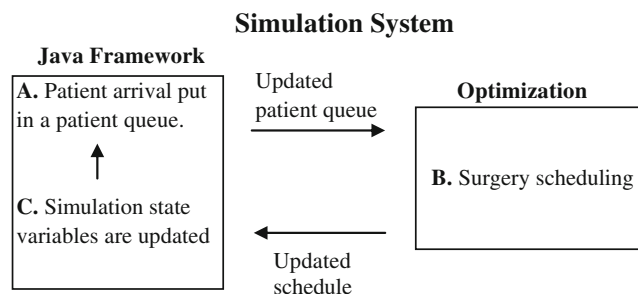 Simulation System
Java Framework
A. Patient arrival put
in a patient queue.
C. Simulation state
variables are updated
Updated
patient queue
Optimization
B. Surgery scheduling
Updated
schedule